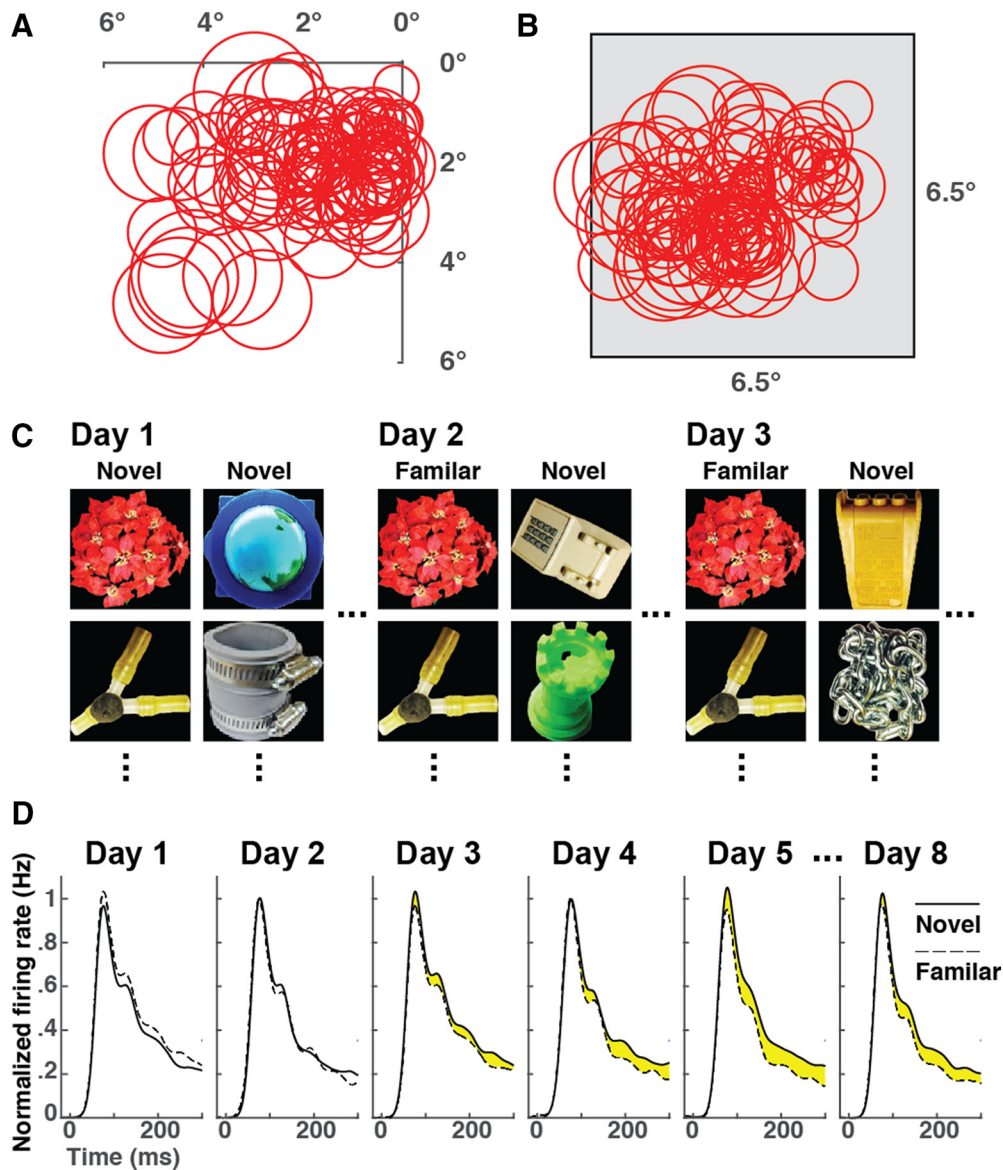 A
6° 4° 2° 0°
0°
2°
4°
6°
B
6.5°
6.5°
C
Day 1 Day 2 Day 3
Novel Novel Familar Novel Familar Novel
... ... ...
D
Day 1 Day 2 Day 3 Day 4 Day 5 ... Day 8
Normalized firing rate (Hz)
1
.8
.6
.4
.2
0
Novel
Familar
0 200 0 200 0 200 0 200 0 200 0 200
Time (ms)